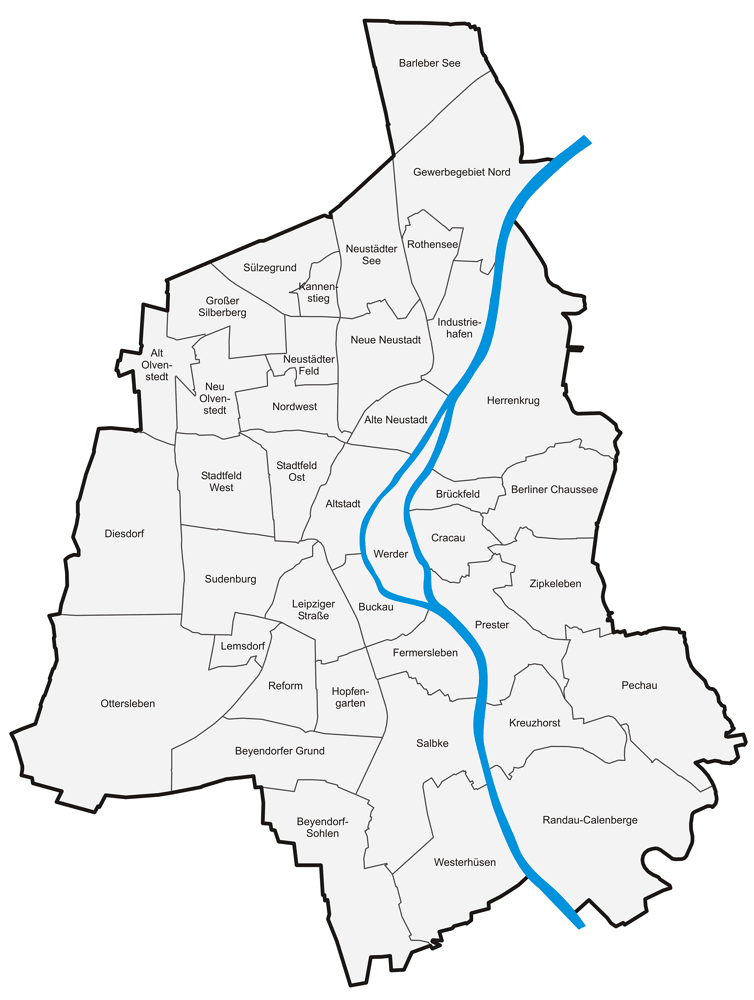 Barleber See
Gewerbegebiet Nord
Rothensee
Neustädter
See
Sülzegrund
Kannen-
stieg
Großer
Silberberg
Industrie-
hafen
Neue Neustadt
Alt
Olven-
stedt
Neustädter
Feld
Neu
Olven-
stedt
Nordwest
Herrenkrug
Alte Neustadt
Stadtfeld
West
Stadtfeld
Ost
Altstadt
Brückfeld
Berliner Chaussee
Diesdorf
Cracau
Werder
Sudenburg
Zipkeleben
Leipziger
Straße
Buckau
Prester
Lemsdorf
Fermersleben
Reform
Hopfen-
garten
Pechau
Ottersleben
Kreuzhorst
Beyendorfer Grund
Salbke
Beyendorf-
Sohlen
Randau-Calenberge
Westerhüsen